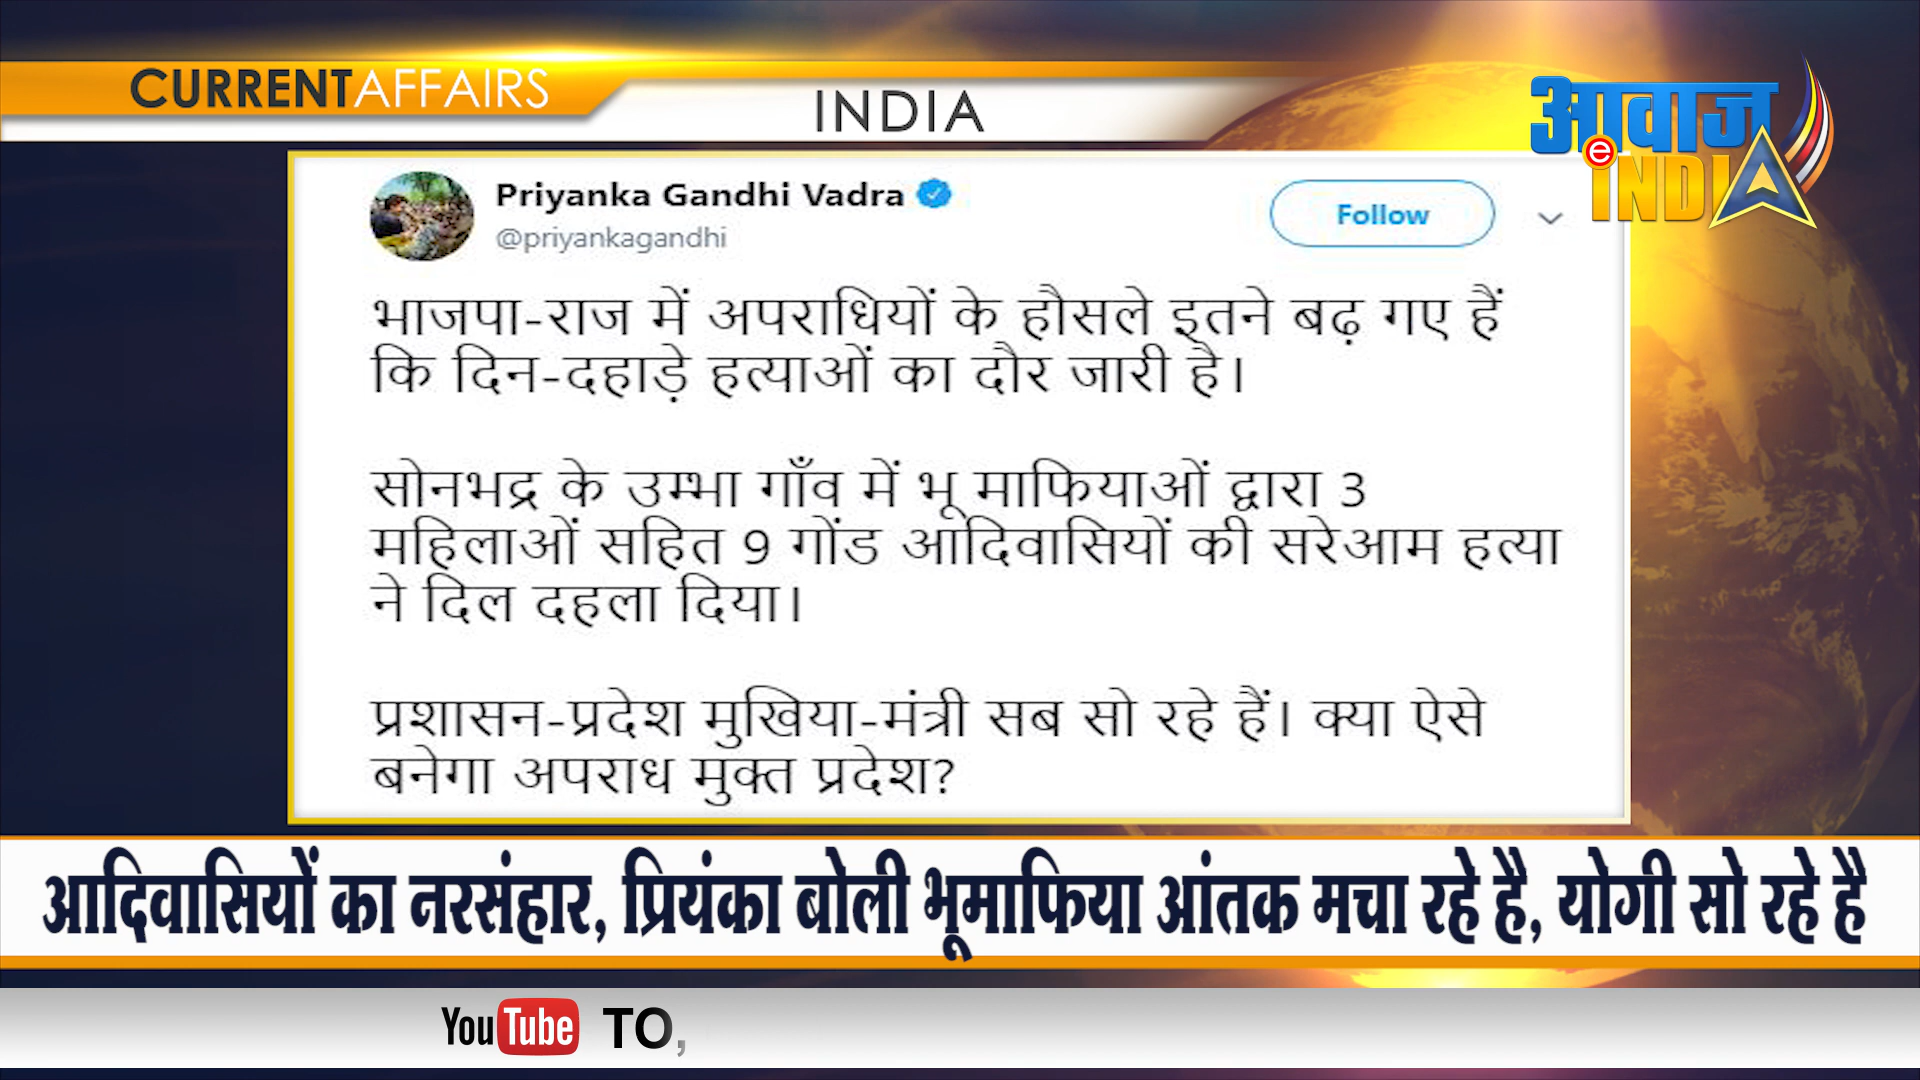 CURRENTAFFAIRS
INDIA
आवाज
e
INDIA
Priyanka Gandhi Vadra
@priyankagandhi
Follow
भाजपा-राज में अपराधियों के हौसले इतने बढ़ गए हैं
कि दिन-दहाड़े हत्याओं का दौर जारी है।
सोनभद्र के उम्भा गाँव में भू माफियाओं द्वारा 3
महिलाओं सहित 9 गोंड आदिवासियों की सरेआम हत्या
ने दिल दहला दिया।
प्रशासन-प्रदेश मुखिया-मंत्री सब सो रहे हैं। क्या ऐसे
बनेगा अपराध मुक्त प्रदेश?
आदिवासियों का नरसंहार, प्रियंका बोली भूमाफिया आंतक मचा रहे है, योगी सो रहे है
YouTube TO,